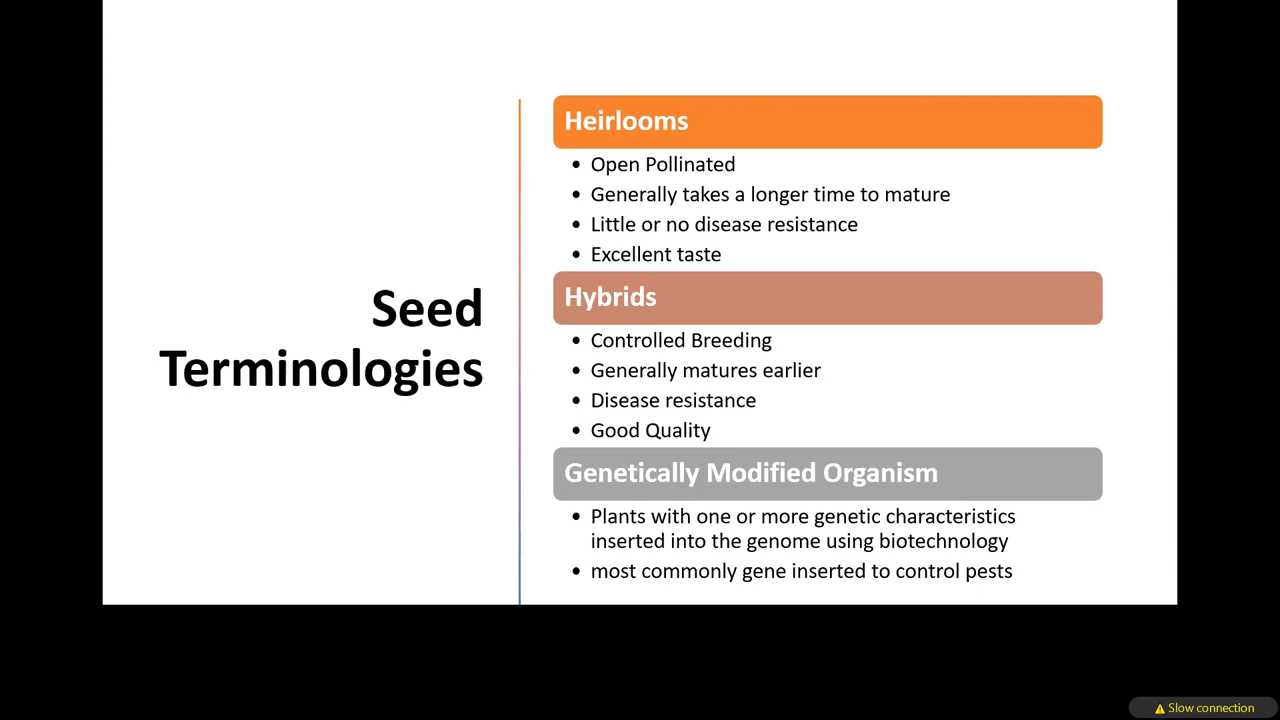 Seed
Terminologies
Heirlooms
• Open Pollinated
• Generally takes a longer time to mature
• Little or no disease resistance
• Excellent taste
Hybrids
• Controlled Breeding
• Generally matures earlier
• Disease resistance
• Good Quality
Genetically Modified Organism
• Plants with one or more genetic characteristics
inserted into the genome using biotechnology
• most commonly gene inserted to control pests
Slow connection